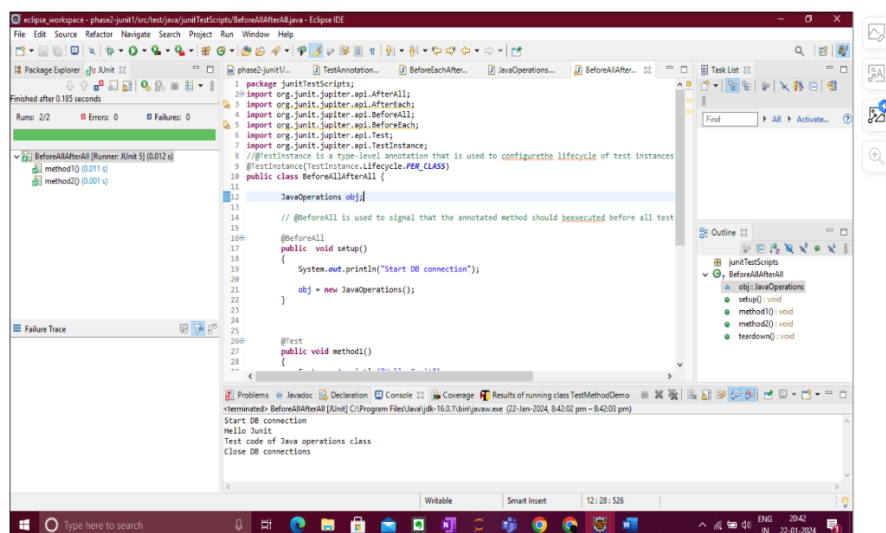 eclipse_workspace - phase2-junit1/src/test/java/junitTestScripts/BeforeAllAfterAll.java - Eclipse IDE
File Edit Source Refactor Navigate Search Project Run Window Help
Package Explorer JUnit
Finished after 0.185 seconds
Runs: 2/2 Errors: 0 Failures: 0
BeforeAllAfterAll [Runner: JUnit 5] (0.012 s)
method1() (0.011 s)
method2() (0.001 s)
Failure Trace
phase2-junit1/... TestAnnotation... BeforeEachAfter... JavaOperations.... BeforeAllAfter...
1 package junitTestScripts;
2 import org.junit.jupiter.api.AfterAll;
3 import org.junit.jupiter.api.AfterEach;
4 import org.junit.jupiter.api.BeforeAll;
5 import org.junit.jupiter.api.BeforeEach;
6 import org.junit.jupiter.api.Test;
7 import org.junit.jupiter.api.TestInstance;
8 //@TestInstance is a type-level annotation that is used to configurethe lifecycle of test instances
9 @TestInstance(TestInstance.Lifecycle.PER_CLASS)
10 public class BeforeAllAfterAll {
11
12 JavaOperations obj;
13
14 // @BeforeAll is used to signal that the annotated method should beexecuted before all test
15
16 @BeforeAll
17 public void setup()
18 {
19 System.out.println("Start DB connection");
20
21 obj = new JavaOperations();
22 }
23
24
25
26 @Test
27 public void method1()
28 {
Task List
Find All Activate...
Outline
junitTestScripts
BeforeAllAfterAll
obj : JavaOperations
setup() : void
method1() : void
method2() : void
teardown() : void
Problems Javadoc Declaration Console Coverage Results of running class TestMethodDemo
<terminated> BeforeAllAfterAll [JUnit] C:\Program Files\Java\jdk-16.0.1\bin\javaw.exe (22-Jan-2024, 8:42:02 pm – 8:42:03 pm)
Start DB connection
Hello Junit
Test code of Java operations class
Close DB connections
Writable Smart Insert 12 : 28 : 526
Type here to search
ENG 20:42
IN 22-01-2024